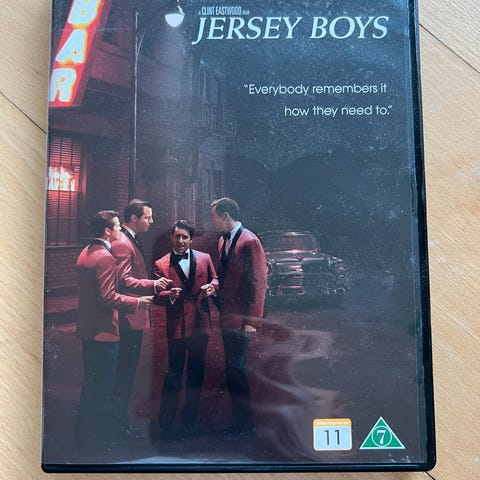 BAR
A CLINT EASTWOOD FILM
JERSEY BOYS
"Everybody remembers it
how they need to."
11
7